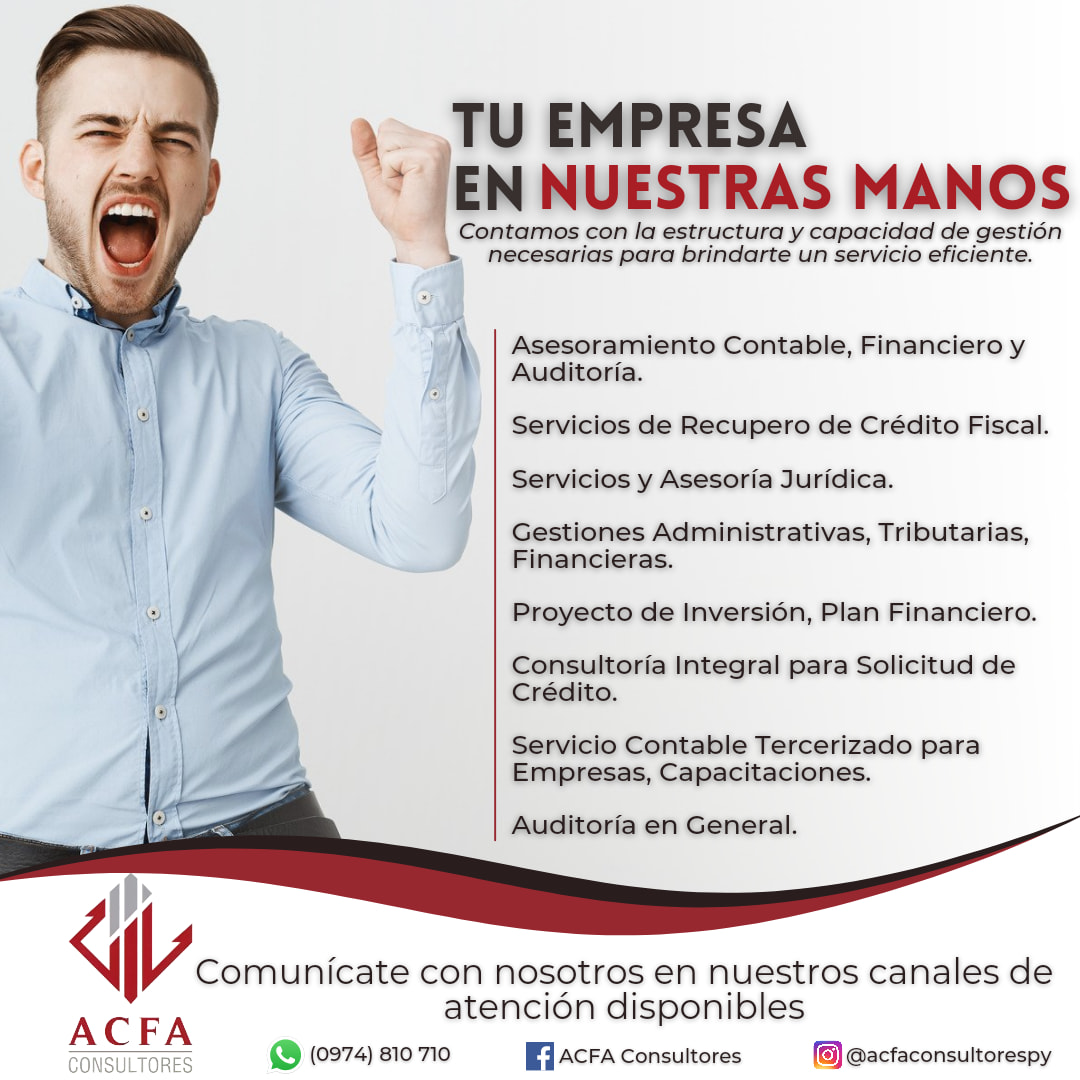 TU EMPRESA
EN NUESTRAS MANOS
Contamos con la estructura y capacidad de gestión
necesarias para brindarte un servicio eficiente.
Asesoramiento Contable, Financiero y
Auditoría.
Servicios de Recupero de Crédito Fiscal.
Servicios y Asesoría Jurídica.
Gestiones Administrativas, Tributarias,
Financieras.
Proyecto de Inversión, Plan Financiero.
Consultoría Integral para Solicitud de
Crédito.
Servicio Contable Tercerizado para
Empresas, Capacitaciones.
Auditoría en General.
Comunícate con nosotros en nuestros canales de
atención disponibles
ACFA
CONSULTORES
(0974) 810 710
ACFA Consultores
@acfaconsultorespy